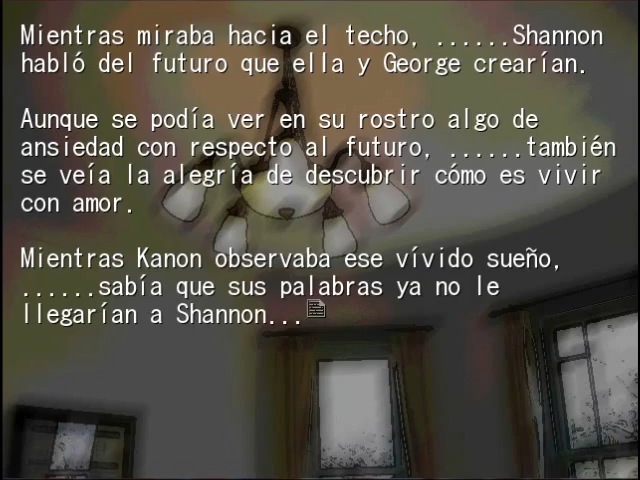 Mientras miraba hacia el techo, ......Shannon
habló del futuro que ella y George crearían.
Aunque se podía ver en su rostro algo de
ansiedad con respecto al futuro, ......también
se veía la alegría de descubrir cómo es vivir
con amor.
Mientras Kanon observaba ese vívido sueño,
......sabía que sus palabras ya no le
llegarían a Shannon...